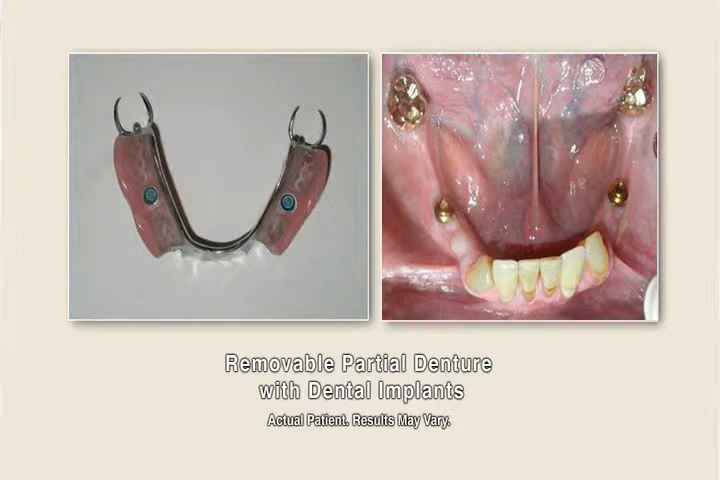 Removable Partial Denture
with Dental Implants
Actual Patient. Results May Vary.